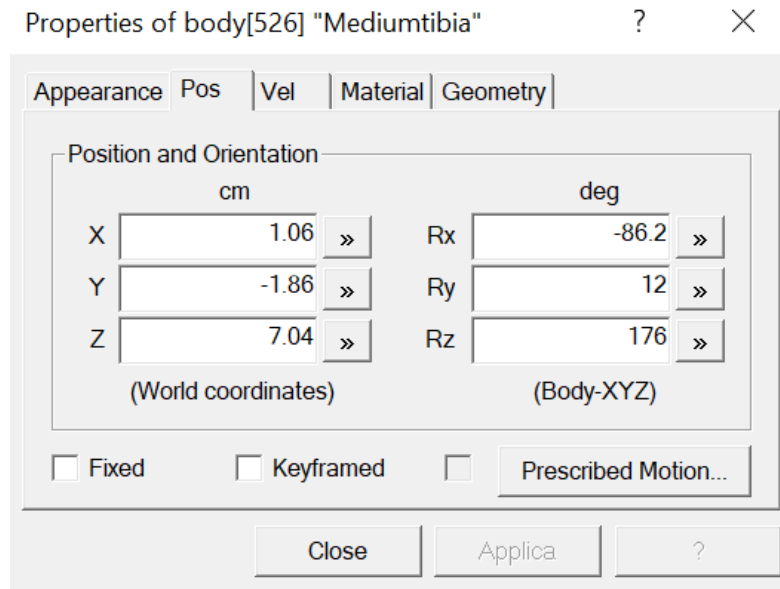 Properties of body[526] "Mediumtibia" ? ×
Appearance Pos Vel Material Geometry
Position and Orientation
cm deg
X 1.06 » Rx -86.2 »
Y -1.86 » Ry 12 »
Z 7.04 » Rz 176 »
(World coordinates) (Body-XYZ)
Fixed Keyframed Prescribed Motion...
Close Applica ?